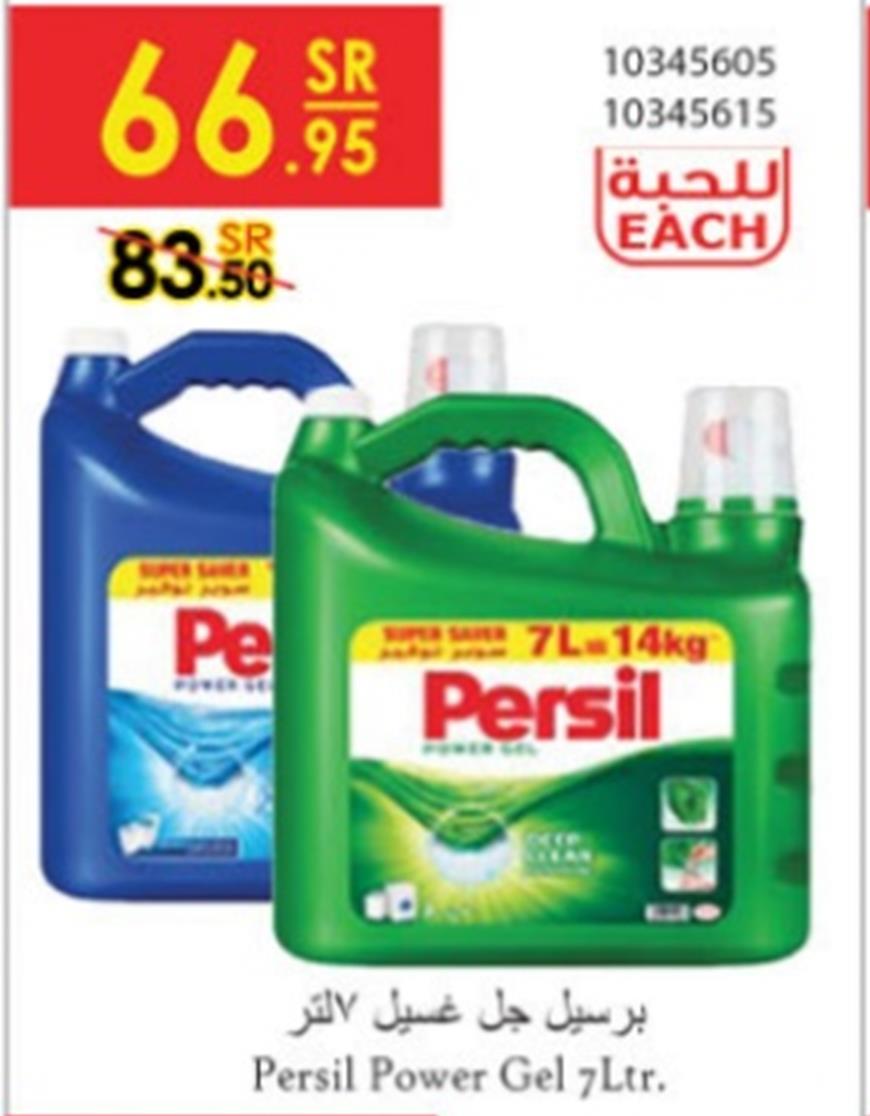 66.95 SR
10345605
10345615
للحبة
EACH
83.50 SR
SUPER SAVER
سوبر توفير
Pe
POWER GE
SUPER SAVER
سوبر توفير
7L=14kg
Persil
POWER GEL
DEEP
CLEAN
برسيل جل غسيل ٧لتر
Persil Power Gel 7Ltr.